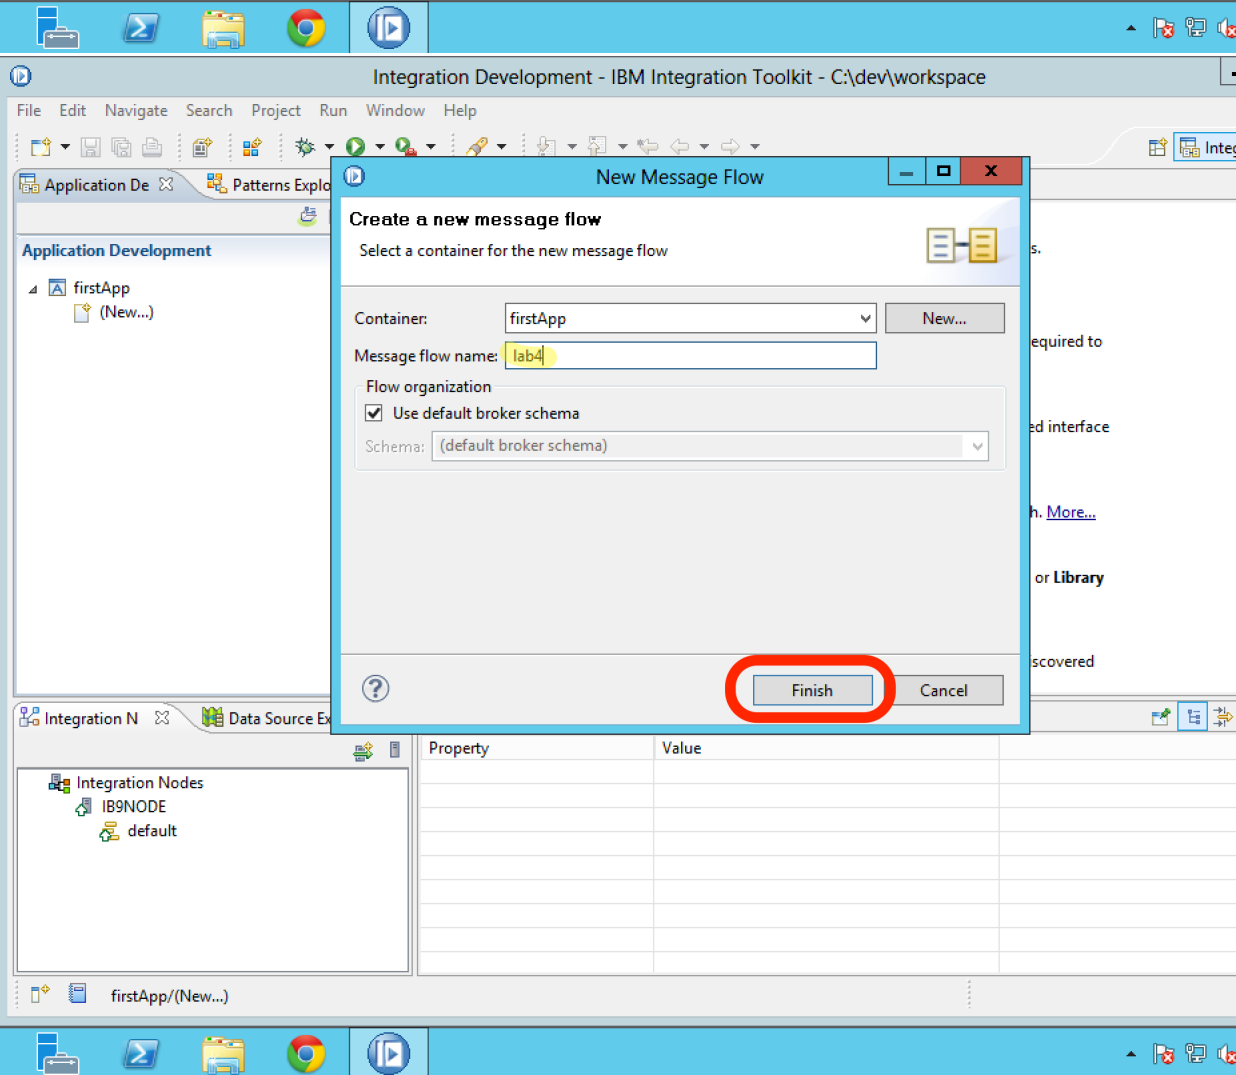 Integration Development - IBM Integration Toolkit - C:\dev\workspace
File Edit Navigate Search Project Run Window Help
Application De
Patterns Explo
New Message Flow
Create a new message flow
Select a container for the new message flow
Application Development
firstApp
(New...)
Container:
firstApp
New...
Message flow name:
lab4
Flow organization
Use default broker schema
Schema:
(default broker schema)
equired to
ed interface
h. More...
or Library
iscovered
Finish
Cancel
Integration N
Data Source Ex
Property
Value
Integration Nodes
IB9NODE
default
firstApp/(New...)